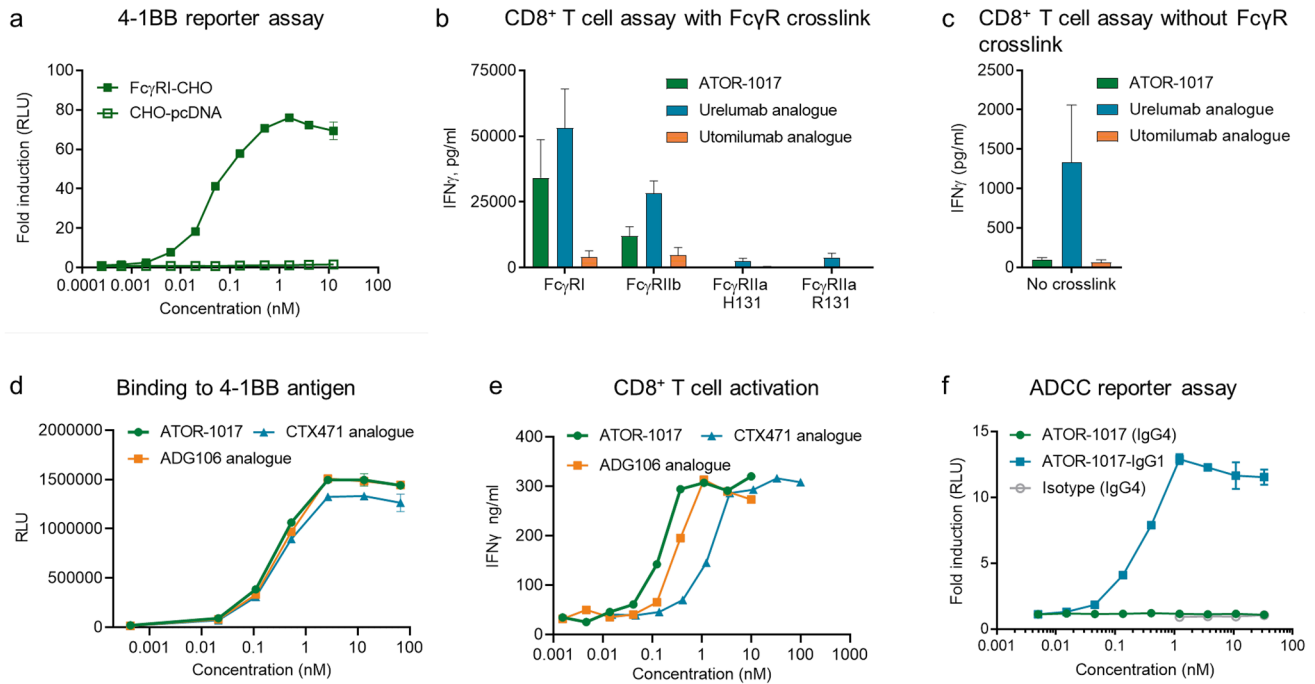 a
4-1BB reporter assay
Fold induction (RLU)
100
80
60
40
20
0
FcγRI-CHO
CHO-pcDNA
0.0001
0.01
1
100
Concentration (nM)
b
CD8⁺ T cell assay with FcγR crosslink
IFNγ, pg/ml
75000
50000
25000
0
ATOR-1017
Urelumab analogue
Utomilumab analogue
FcγRI
FcγRIIb
FcγRIIa
H131
FcγRIIa
R131
c
CD8⁺ T cell assay without FcγR
crosslink
IFNγ (pg/ml)
2500
2000
1500
1000
500
0
ATOR-1017
Urelumab analogue
Utomilumab analogue
No crosslink
d
Binding to 4-1BB antigen
ATOR-1017
CTX471 analogue
ADG106 analogue
RLU
2000000
1500000
1000000
500000
0
0.001
0.01
0.1
1
10
100
Concentration (nM)
e
CD8⁺ T cell activation
ATOR-1017
CTX471 analogue
ADG106 analogue
IFNγ ng/ml
400
300
200
100
0
0.001
0.01
0.1
1
10
100
1000
Concentration (nM)
f
ADCC reporter assay
ATOR-1017 (IgG4)
ATOR-1017-IgG1
Isotype (IgG4)
Fold induction (RLU)
15
10
5
0
0.001
0.01
0.1
1
10
100
Concentration (nM)